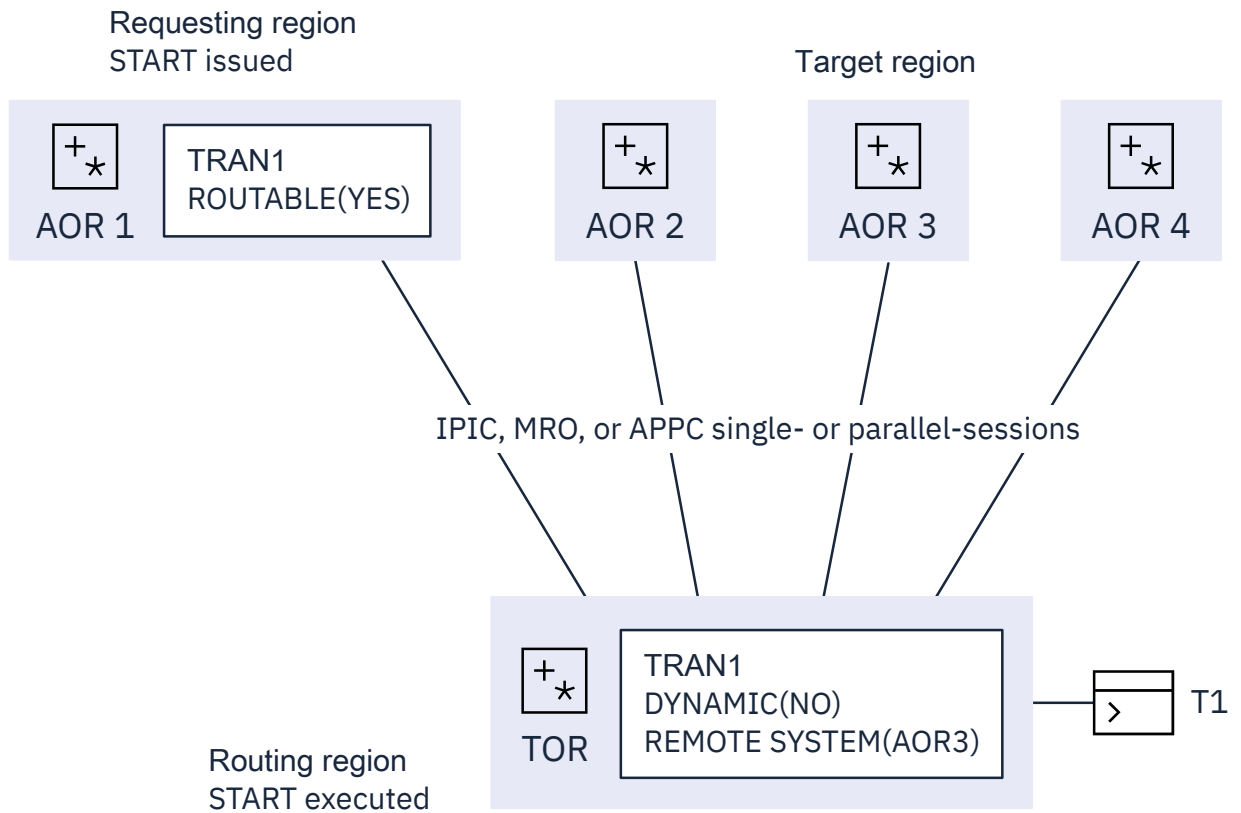 Requesting region
START issued
Target region
TRAN1
ROUTABLE(YES)
AOR 1
AOR 2
AOR 3
AOR 4
IPIC, MRO, or APPC single- or parallel-sessions
TRAN1
DYNAMIC(NO)
REMOTE SYSTEM(AOR3)
TOR
T1
Routing region
START executed